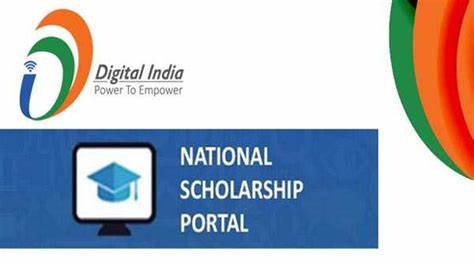 Digital India
Power To Empower
NATIONAL
SCHOLARSHIP
PORTAL